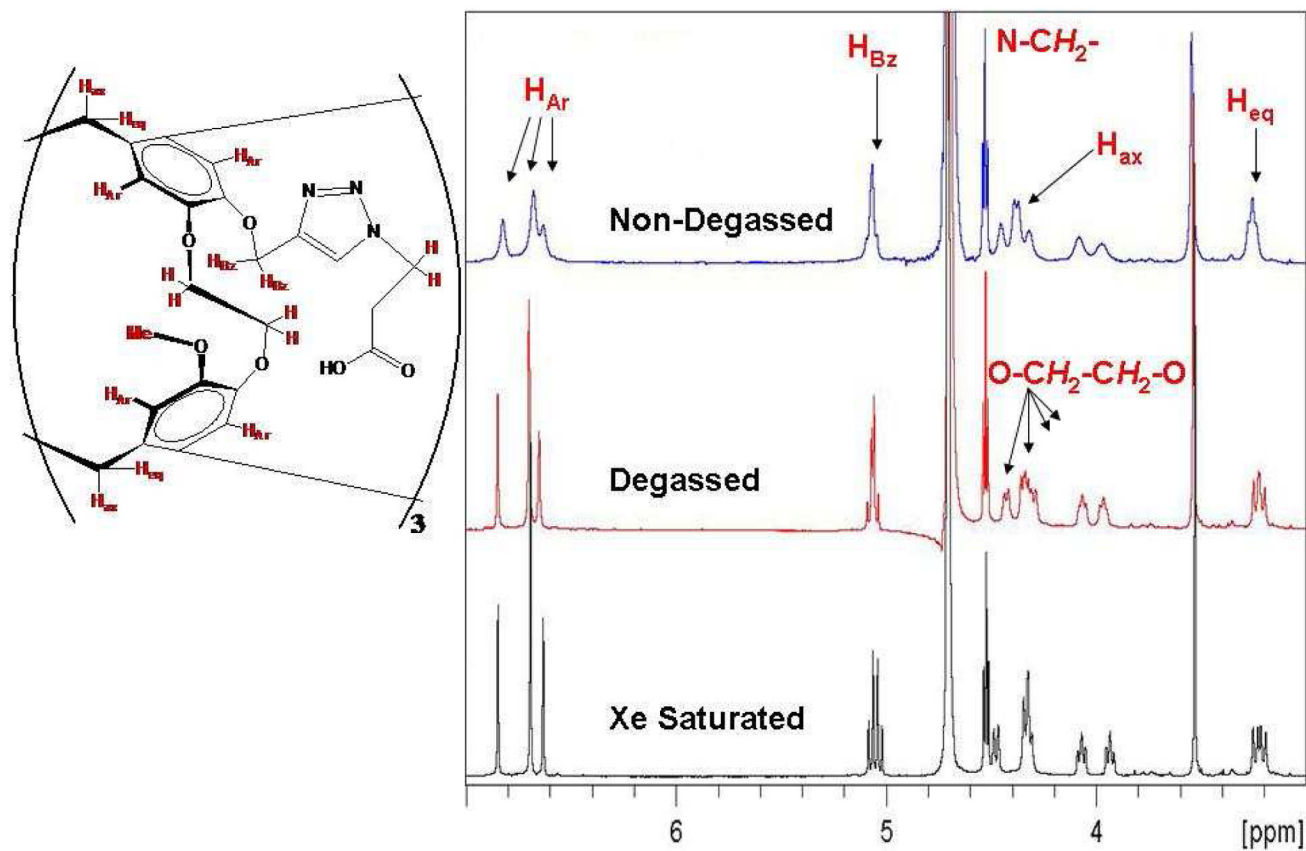 H_ax
H_eq
H_Ar
H_Ar
N
N
N
O
O
H_Bz
H_Bz
H
H
H
H
H
H
Me
O
O
HO
O
H_Ar
H_Ar
H_eq
H_ax
3
H_Ar
H_Bz
N-CH2-
H_ax
H_eq
Non-Degassed
O-CH2-CH2-O
Degassed
Xe Saturated
6
5
4
[ppm]